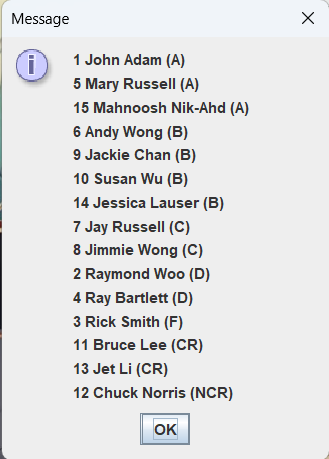 Message
1 John Adam (A)
5 Mary Russell (A)
15 Mahnoosh Nik-Ahd (A)
6 Andy Wong (B)
9 Jackie Chan (B)
10 Susan Wu (B)
14 Jessica Lauser (B)
7 Jay Russell (C)
8 Jimmie Wong (C)
2 Raymond Woo (D)
4 Ray Bartlett (D)
3 Rick Smith (F)
11 Bruce Lee (CR)
13 Jet Li (CR)
12 Chuck Norris (NCR)
OK